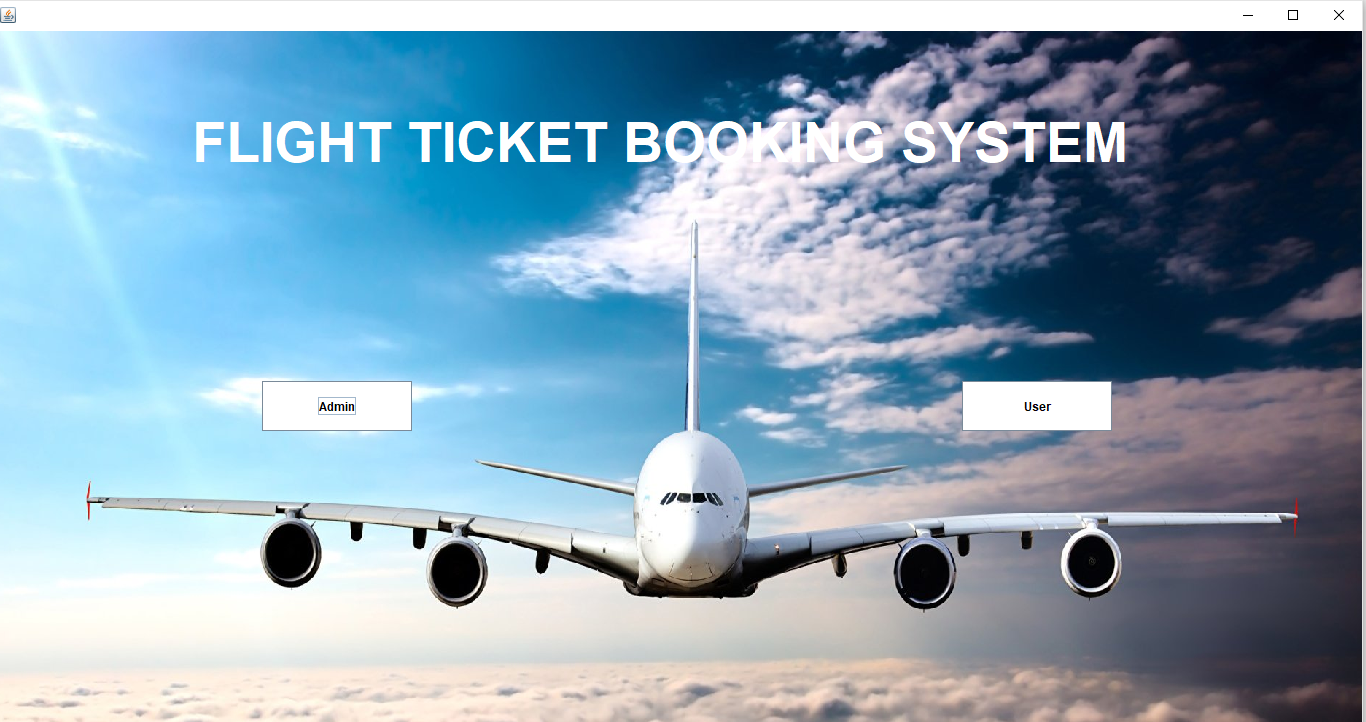 FLIGHT TICKET BOOKING SYSTEM
Admin
User